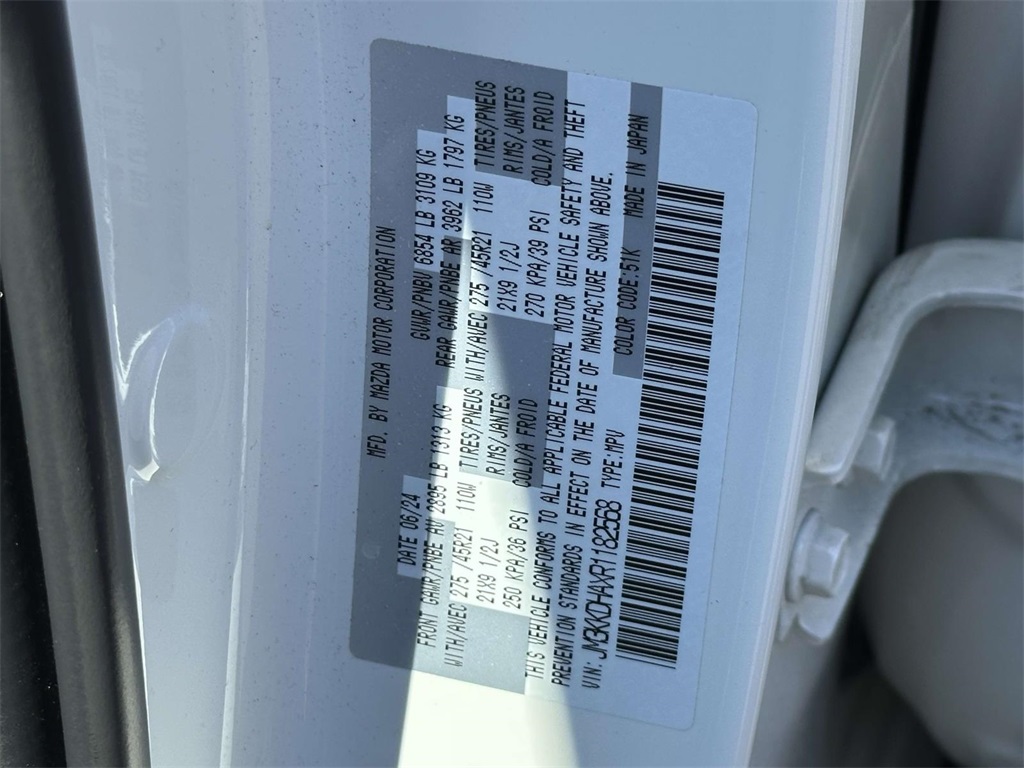 MFD. BY MAZDA MOTOR CORPORATION
DATE 06/24 GVWR/PNBV 6854 LB 3109 KG
FRONT GAWR/PNBE AV 2895 LB 1313 KG REAR GAWR/PNBE AR 3962 LB 1797 KG
WITH/AVEC 275 /45R21 110W TIRES/PNEUS WITH/AVEC 275 /45R21 110W TIRES/PNEUS
21X9 1/2J RIMS/JANTES 21X9 1/2J RIMS/JANTES
250 KPA/36 PSI COLD/A FROID 270 KPA/39 PSI COLD/A FROID
THIS VEHICLE CONFORMS TO ALL APPLICABLE FEDERAL MOTOR VEHICLE SAFETY AND THEFT
PREVENTION STANDARDS IN EFFECT ON THE DATE OF MANUFACTURE SHOWN ABOVE.
VIN: JM3KKDHAXR1182568 TYPE:MPV COLOR CODE 51K MADE IN JAPAN